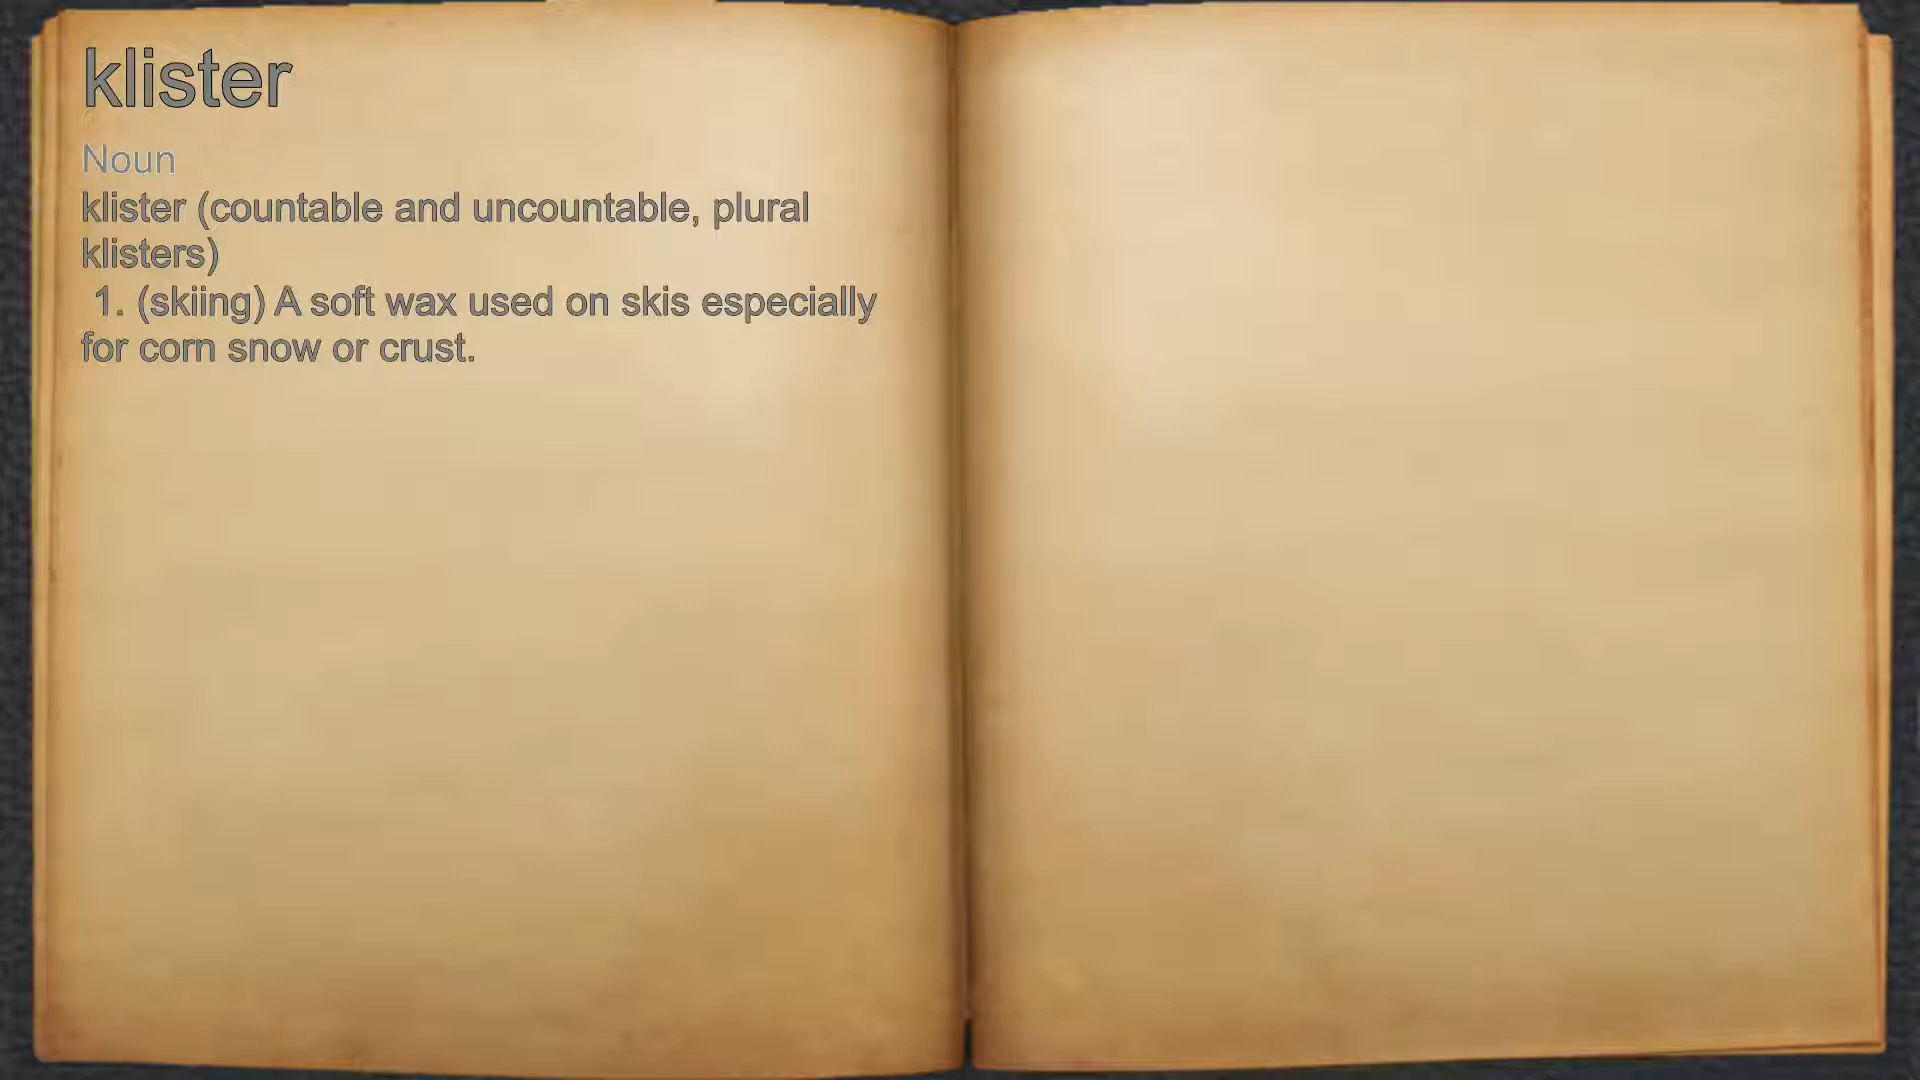 klister
Noun
klister (countable and uncountable, plural
klisters)
1. (skiing) A soft wax used on skis especially
for corn snow or crust.